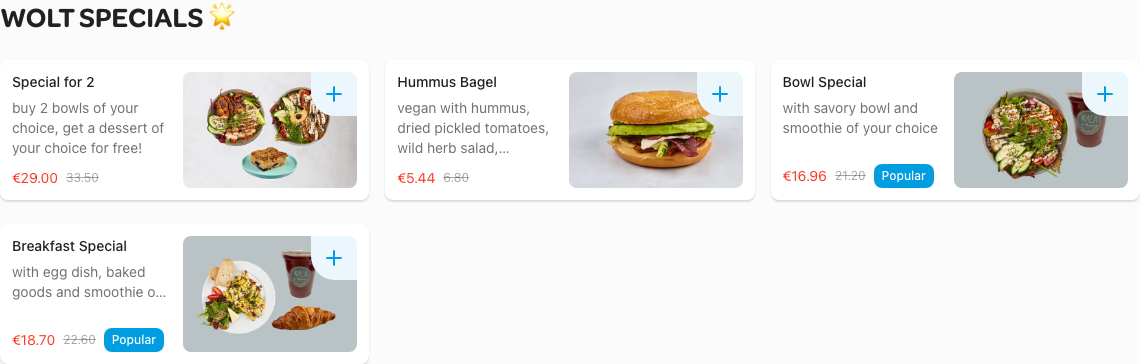 WOLT SPECIALS 🌟
Special for 2
buy 2 bowls of your
choice, get a dessert of
your choice for free!
€29.00 33.50
Hummus Bagel
vegan with hummus,
dried pickled tomatoes,
wild herb salad,...
€5.44 6.80
Bowl Special
with savory bowl and
smoothie of your choice
€16.96 21.20 Popular
KALA
Breakfast Special
with egg dish, baked
goods and smoothie o...
€18.70 22.60 Popular
KALA